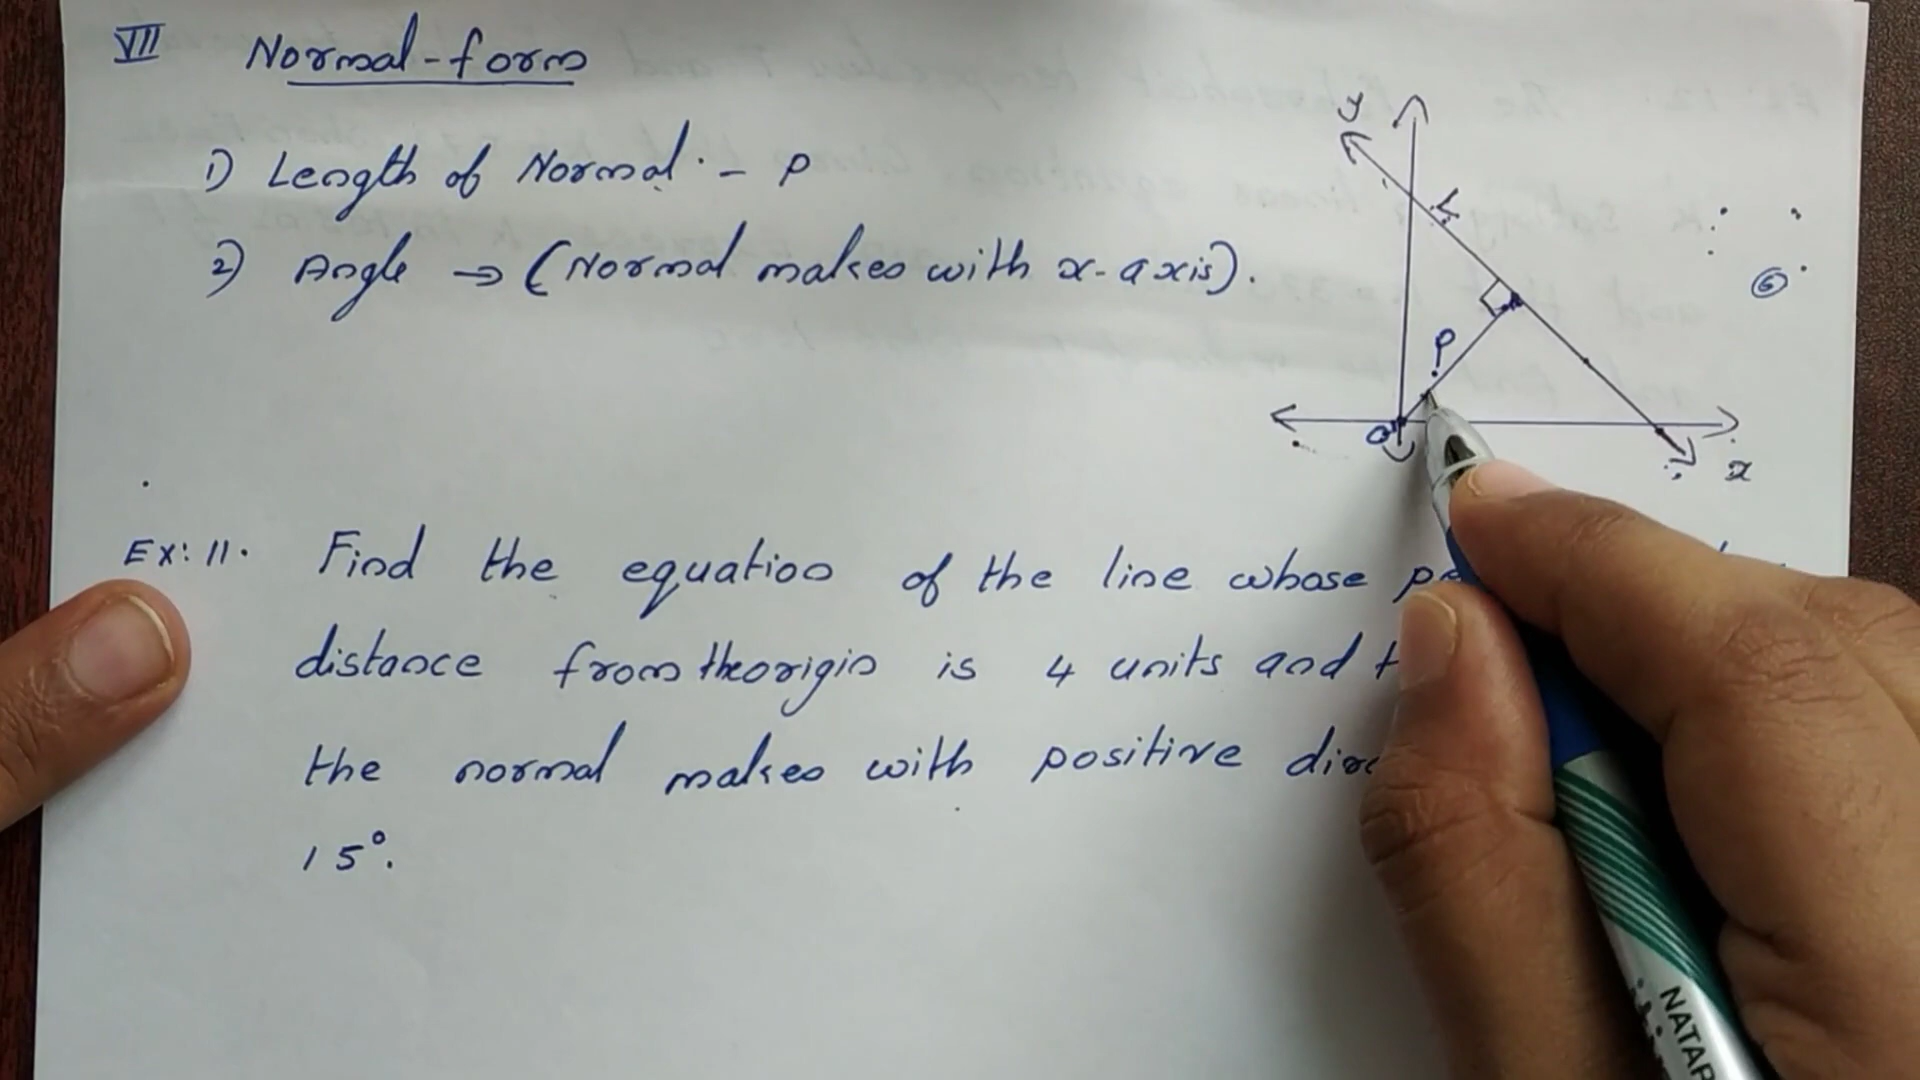 VII Normal-form
1) Length of Normal - p
2) Angle → (Normal makes with x-axis).
y
L
P
O
x
6
Ex: 11. Find the equation of the line whose
distance from the origin is 4 units and
the normal makes with positive
15°.
NATAR